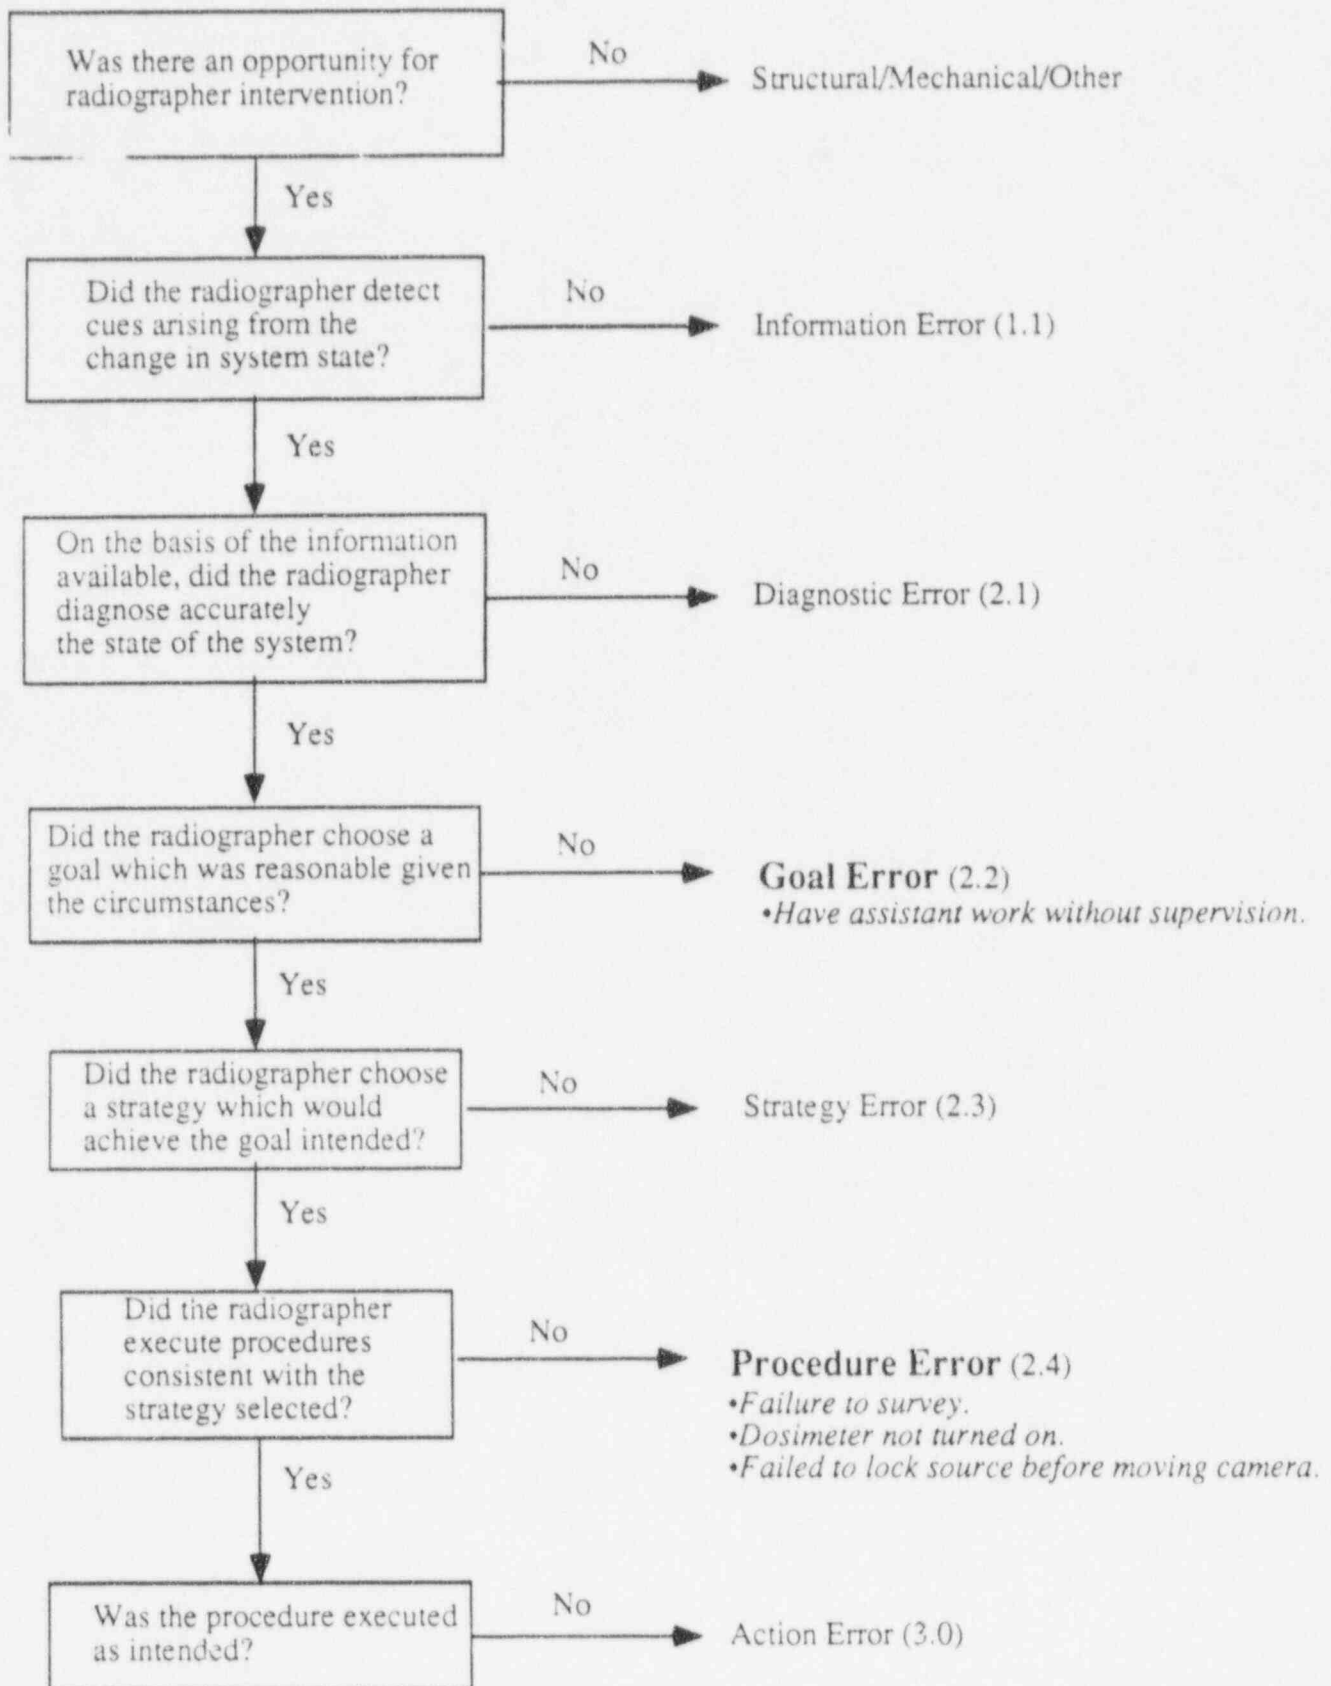 Was there an opportunity for
radiographer intervention?
No
Structural/Mechanical/Other
Yes
Did the radiographer detect
cues arising from the
change in system state?
No
Information Error (1.1)
Yes
On the basis of the information
available, did the radiographer
diagnose accurately
the state of the system?
No
Diagnostic Error (2.1)
Yes
Did the radiographer choose a
goal which was reasonable given
the circumstances?
No
Goal Error (2.2)
•Have assistant work without supervision.
Yes
Did the radiographer choose
a strategy which would
achieve the goal intended?
No
Strategy Error (2.3)
Yes
Did the radiographer
execute procedures
consistent with the
strategy selected?
No
Procedure Error (2.4)
•Failure to survey.
•Dosimeter not turned on.
•Failed to lock source before moving camera.
Yes
Was the procedure executed
as intended?
No
Action Error (3.0)